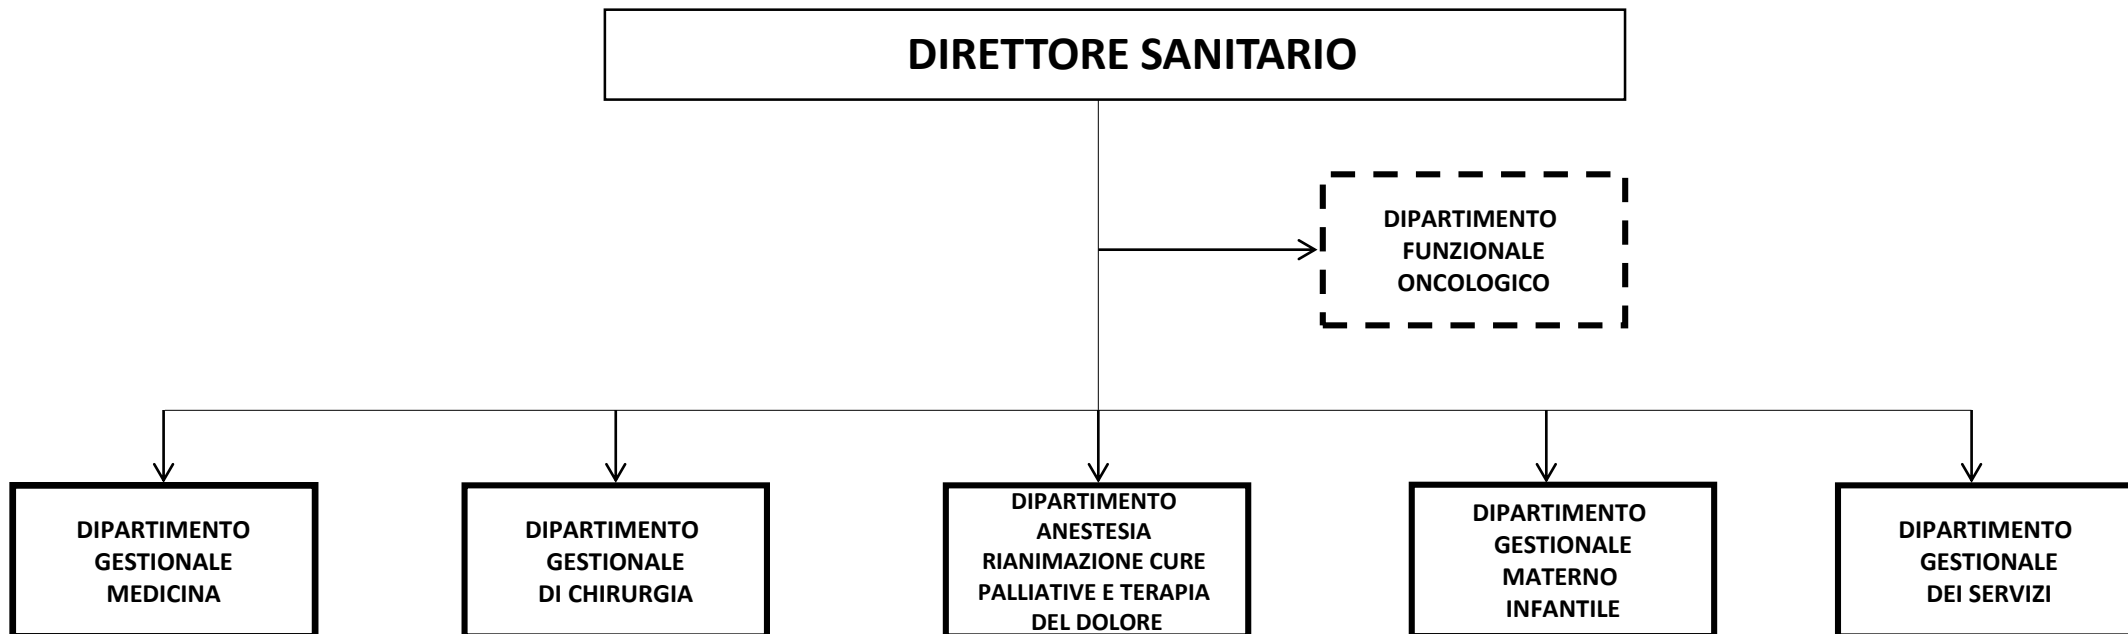 DIRETTORE SANITARIO
DIPARTIMENTO
FUNZIONALE
ONCOLOGICO
DIPARTIMENTO
GESTIONALE
MEDICINA
DIPARTIMENTO
GESTIONALE
DI CHIRURGIA
DIPARTIMENTO
ANESTESIA
RIANIMAZIONE CURE
PALLIATIVE E TERAPIA
DEL DOLORE
DIPARTIMENTO
GESTIONALE
MATERNO
INFANTILE
DIPARTIMENTO
GESTIONALE
DEI SERVIZI